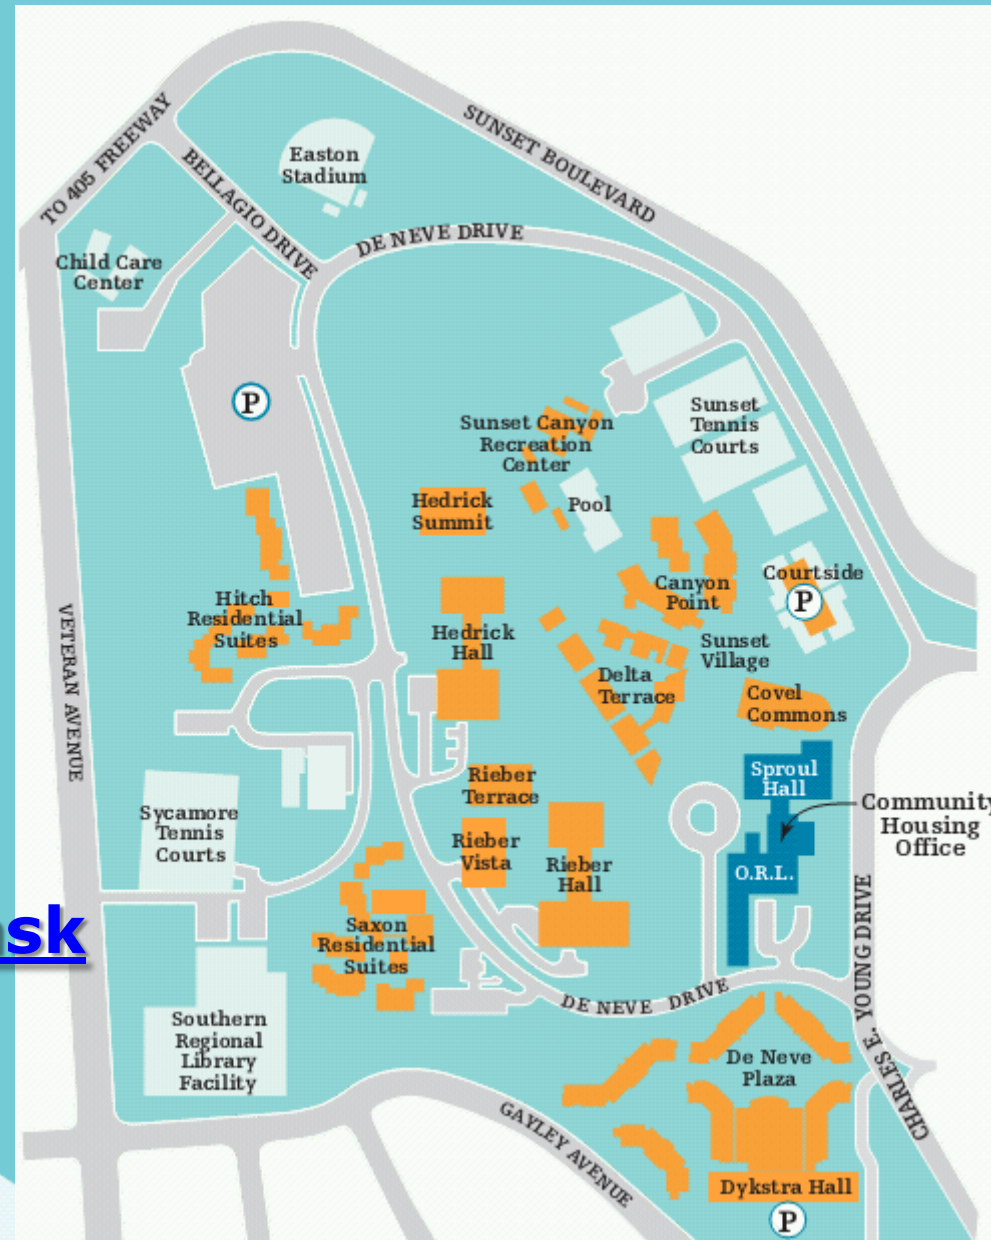 SUNSET BOULEVARD
TO 405 FREEWAY
BELLAGIO DRIVE
Easton
Stadium
DE NEVE DRIVE
Child Care
Center
P
Sunset Canyon
Recreation
Center
Sunset
Tennis
Courts
Hedrick
Summit
Pool
Courtside
P
Canyon
Point
Hitch
Residential
Suites
Hedrick
Hall
Sunset
Village
VETERAN AVENUE
Delta
Terrace
Covel
Commons
Sproul
Hall
Rieber
Terrace
Community
Housing
Office
Sycamore
Tennis
Courts
Rieber
Vista
Rieber
Hall
O.R.L.
sk
Saxon
Residential
Suites
CHARLES E. YOUNG DRIVE
DE NEVE DRIVE
Southern
Regional
Library
Facility
De Neve
Plaza
GAYLEY AVENUE
Dykstra Hall
P